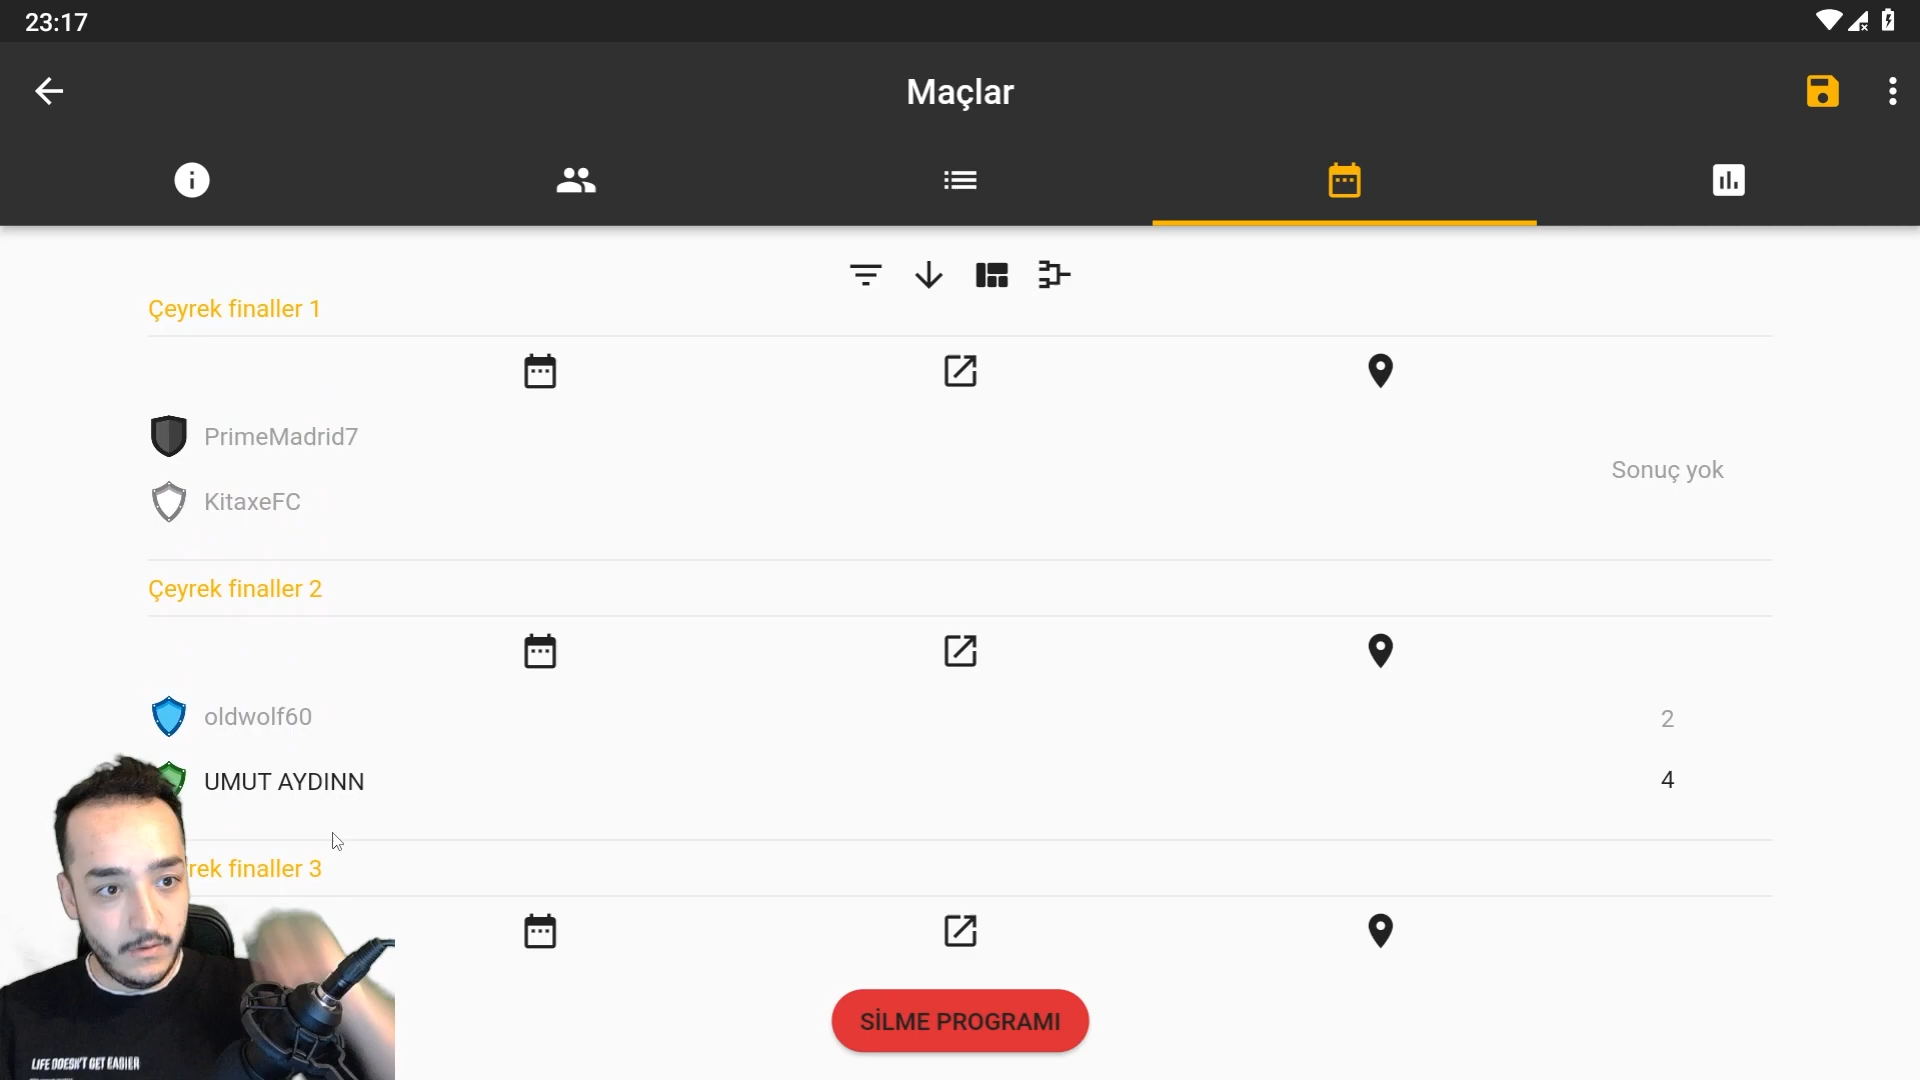 23:17
Maçlar
Çeyrek finaller 1
PrimeMadrid7
KitaxeFC
Sonuç yok
Çeyrek finaller 2
oldwolf60
2
UMUT AYDINN
4
rek finaller 3
SİLME PROGRAMI
LIFE DOESN'T GET EASIER